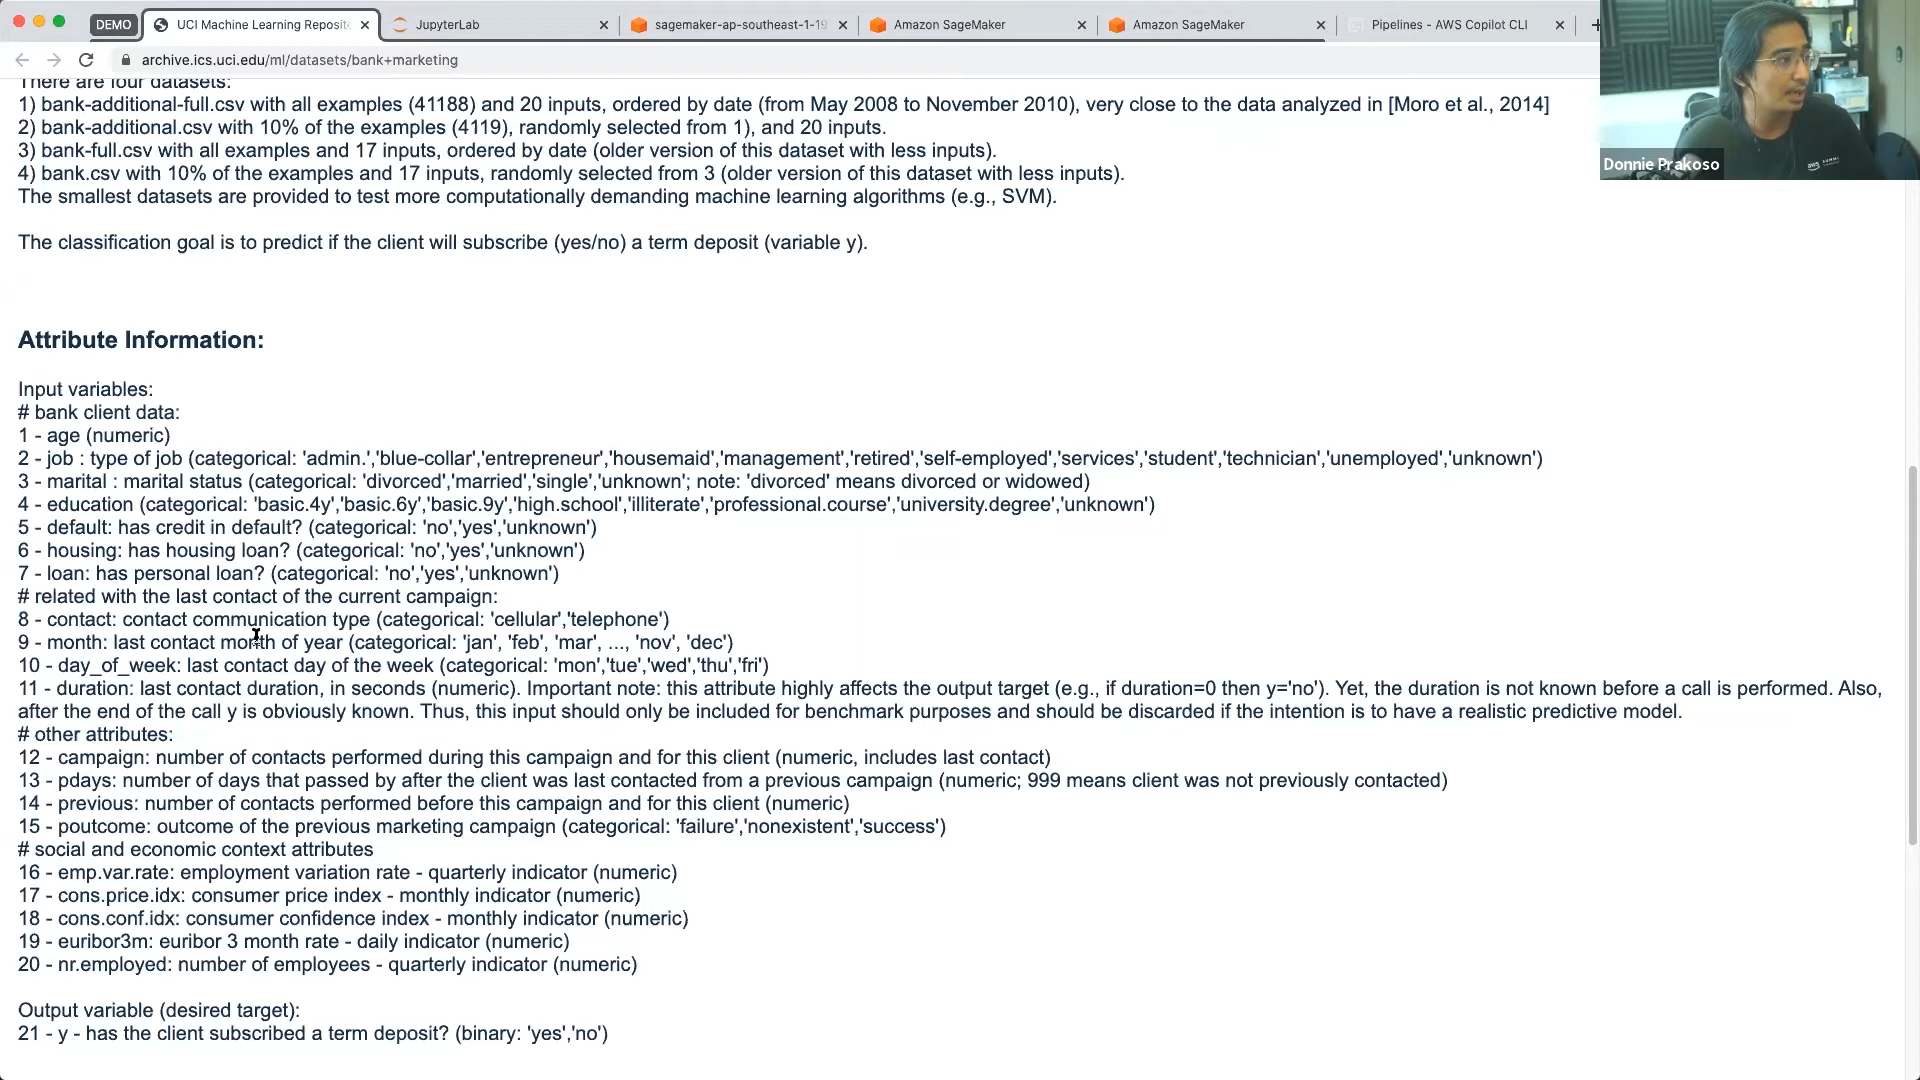 DEMO
UCI Machine Learning Reposit
JupyterLab
sagemaker-ap-southeast-1-19
Amazon SageMaker
Amazon SageMaker
Pipelines - AWS Copilot CLI
archive.ics.uci.edu/ml/datasets/bank+marketing
Donnie Prakoso
There are four datasets:
1) bank-additional-full.csv with all examples (41188) and 20 inputs, ordered by date (from May 2008 to November 2010), very close to the data analyzed in [Moro et al., 2014]
2) bank-additional.csv with 10% of the examples (4119), randomly selected from 1), and 20 inputs.
3) bank-full.csv with all examples and 17 inputs, ordered by date (older version of this dataset with less inputs).
4) bank.csv with 10% of the examples and 17 inputs, randomly selected from 3 (older version of this dataset with less inputs).
The smallest datasets are provided to test more computationally demanding machine learning algorithms (e.g., SVM).
The classification goal is to predict if the client will subscribe (yes/no) a term deposit (variable y).
Attribute Information:
Input variables:
# bank client data:
1 - age (numeric)
2 - job : type of job (categorical: 'admin.','blue-collar','entrepreneur','housemaid','management','retired','self-employed','services','student','technician','unemployed','unknown')
3 - marital : marital status (categorical: 'divorced','married','single','unknown'; note: 'divorced' means divorced or widowed)
4 - education (categorical: 'basic.4y','basic.6y','basic.9y','high.school','illiterate','professional.course','university.degree','unknown')
5 - default: has credit in default? (categorical: 'no','yes','unknown')
6 - housing: has housing loan? (categorical: 'no','yes','unknown')
7 - loan: has personal loan? (categorical: 'no','yes','unknown')
# related with the last contact of the current campaign:
8 - contact: contact communication type (categorical: 'cellular','telephone')
9 - month: last contact month of year (categorical: 'jan', 'feb', 'mar', ..., 'nov', 'dec')
10 - day_of_week: last contact day of the week (categorical: 'mon','tue','wed','thu','fri')
11 - duration: last contact duration, in seconds (numeric). Important note: this attribute highly affects the output target (e.g., if duration=0 then y='no'). Yet, the duration is not known before a call is performed. Also,
after the end of the call y is obviously known. Thus, this input should only be included for benchmark purposes and should be discarded if the intention is to have a realistic predictive model.
# other attributes:
12 - campaign: number of contacts performed during this campaign and for this client (numeric, includes last contact)
13 - pdays: number of days that passed by after the client was last contacted from a previous campaign (numeric; 999 means client was not previously contacted)
14 - previous: number of contacts performed before this campaign and for this client (numeric)
15 - poutcome: outcome of the previous marketing campaign (categorical: 'failure','nonexistent','success')
# social and economic context attributes
16 - emp.var.rate: employment variation rate - quarterly indicator (numeric)
17 - cons.price.idx: consumer price index - monthly indicator (numeric)
18 - cons.conf.idx: consumer confidence index - monthly indicator (numeric)
19 - euribor3m: euribor 3 month rate - daily indicator (numeric)
20 - nr.employed: number of employees - quarterly indicator (numeric)
Output variable (desired target):
21 - y - has the client subscribed a term deposit? (binary: 'yes','no')